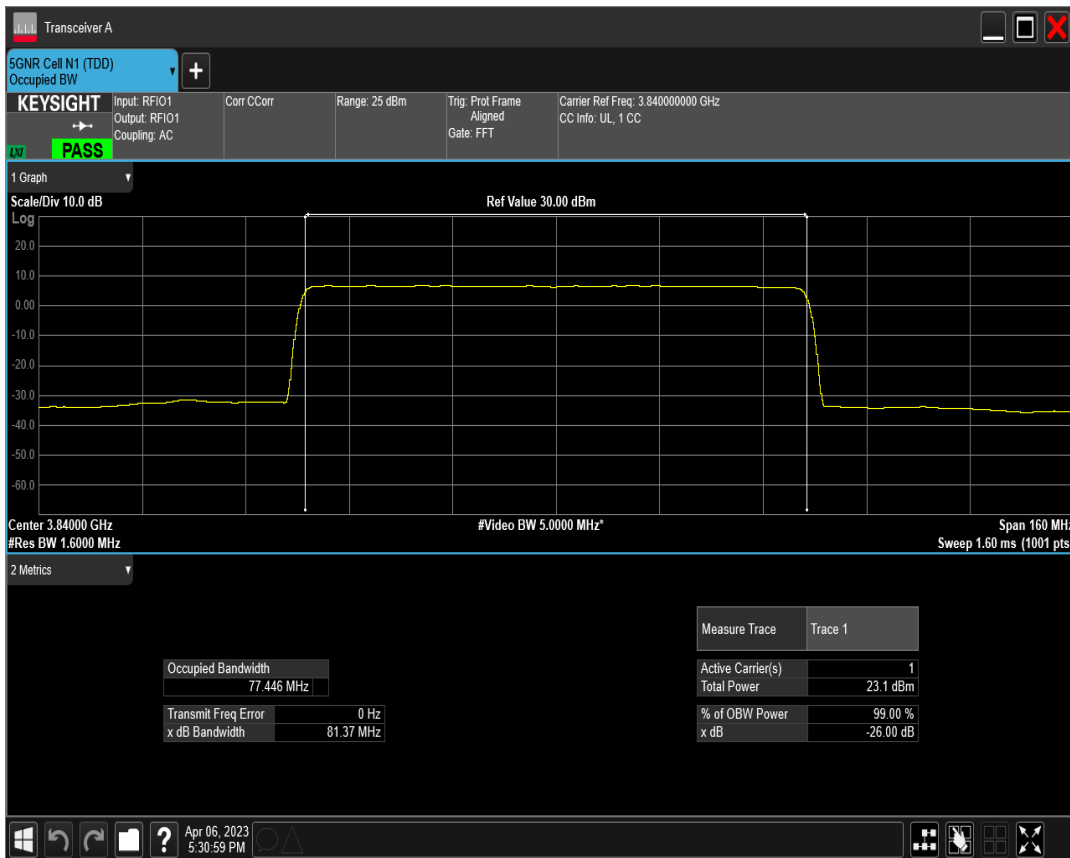 Transceiver A
5GNR Cell N1 (TDD)
Occupied BW
+
KEYSIGHT
LXI
PASS
Input: RFIO1
Output: RFIO1
Coupling: AC
Corr CCorr
Range: 25 dBm
Trig: Prot Frame
Aligned
Gate: FFT
Carrier Ref Freq: 3.840000000 GHz
CC Info: UL, 1 CC
1 Graph
Scale/Div 10.0 dB
Ref Value 30.00 dBm
Log
20.0
10.0
0.00
-10.0
-20.0
-30.0
-40.0
-50.0
-60.0
Center 3.84000 GHz
#Video BW 5.0000 MHz*
Span 160 MHz
#Res BW 1.6000 MHz
Sweep 1.60 ms (1001 pts
2 Metrics
Measure Trace Trace 1
Occupied Bandwidth
77.446 MHz
Active Carrier(s) 1
Total Power 23.1 dBm
Transmit Freq Error 0 Hz
x dB Bandwidth 81.37 MHz
% of OBW Power 99.00 %
x dB -26.00 dB
?
Apr 06, 2023
5:30:59 PM